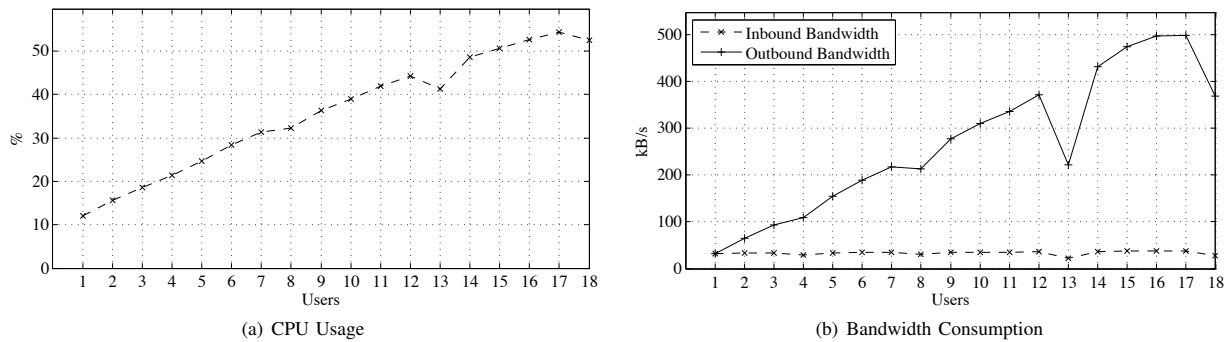 50
40
30
20
10
0
%
1 2 3 4 5 6 7 8 9 10 11 12 13 14 15 16 17 18
Users
(a) CPU Usage
500
400
300
200
100
0
kB/s
Inbound Bandwidth
Outbound Bandwidth
1 2 3 4 5 6 7 8 9 10 11 12 13 14 15 16 17 18
Users
(b) Bandwidth Consumption